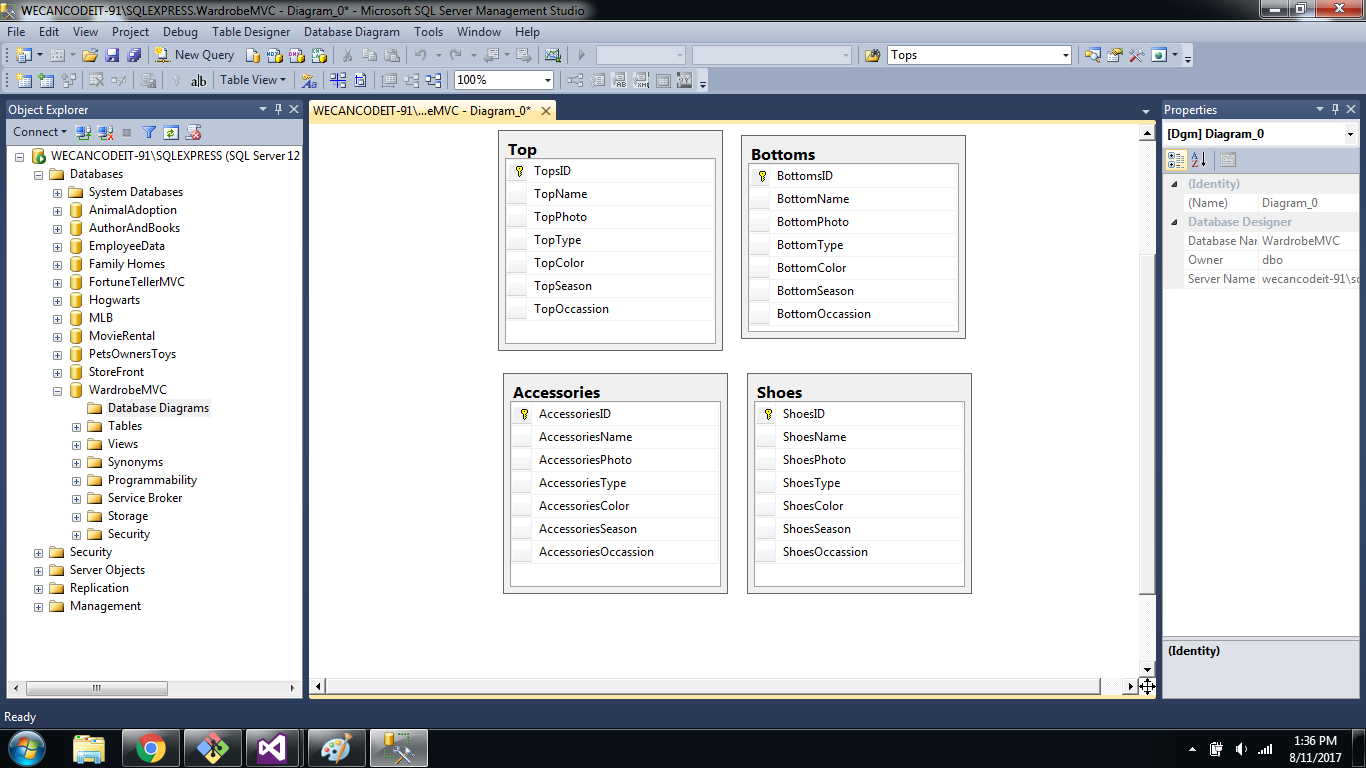 WECANCODEIT-91\SQLEXPRESS.WardrobeMVC - Diagram_0* - Microsoft SQL Server Management Studio
File Edit View Project Debug Table Designer Database Diagram Tools Window Help
New Query Tops
Table View 100%
Object Explorer
Connect
WECANCODEIT-91\SQLEXPRESS (SQL Server 12
Databases
System Databases
AnimalAdoption
AuthorAndBooks
EmployeeData
Family Homes
FortuneTellerMVC
Hogwarts
MLB
MovieRental
PetsOwnersToys
StoreFront
WardrobeMVC
Database Diagrams
Tables
Views
Synonyms
Programmability
Service Broker
Storage
Security
Security
Server Objects
Replication
Management
WECANCODEIT-91\...eMVC - Diagram_0*
Top
TopsID
TopName
TopPhoto
TopType
TopColor
TopSeason
TopOccassion
Bottoms
BottomsID
BottomName
BottomPhoto
BottomType
BottomColor
BottomSeason
BottomOccassion
Accessories
AccessoriesID
AccessoriesName
AccessoriesPhoto
AccessoriesType
AccessoriesColor
AccessoriesSeason
AccessoriesOccassion
Shoes
ShoesID
ShoesName
ShoesPhoto
ShoesType
ShoesColor
ShoesSeason
ShoesOccassion
Properties
[Dgm] Diagram_0
(Identity)
(Name) Diagram_0
Database Designer
Database Nar WardrobeMVC
Owner dbo
Server Name wecancodeit-91\sq
(Identity)
Ready
1:36 PM
8/11/2017